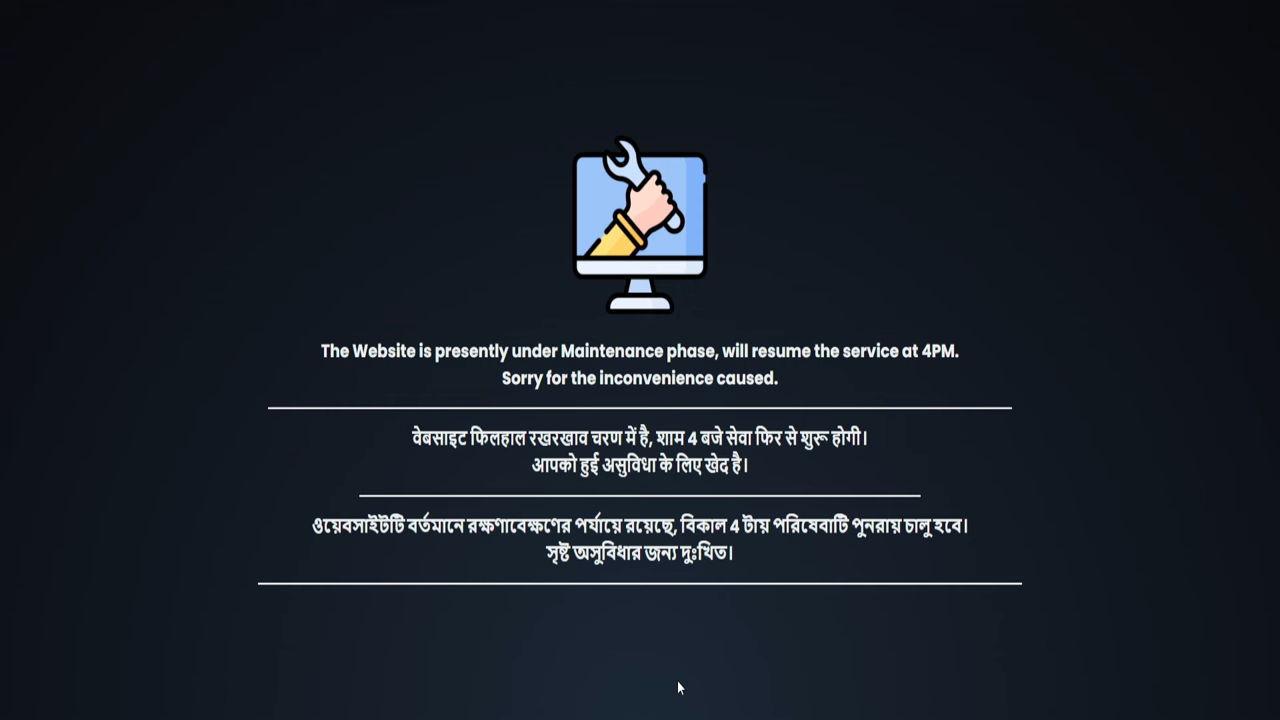 The Website is presently under Maintenance phase, will resume the service at 4PM.
Sorry for the inconvenience caused.
वेबसाइट फिलहाल रखरखाव चरण में है, शाम 4 बजे सेवा फिर से शुरू होगी।
आपको हुई असुविधा के लिए खेद है।
ওয়েবসাইটটি বর্তমানে রক্ষণাবেক্ষণের পর্যায়ে রয়েছে, বিকাল 4 টায় পরিষেবাটি পুনরায় চালু হবে।
সৃষ্ট অসুবিধার জন্য দুঃখিত।